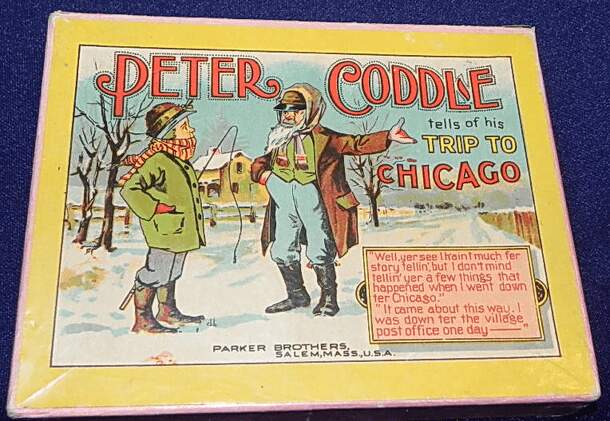 PETER CODDLE
tells of his
TRIP TO
CHICAGO
"Well, yer see I hain't much fer
story tellin', but I don't mind
tellin' yer a few things that
happened when I went down
ter Chicago."
"It came about this way. I
was down ter the village
post office one day —"
PARKER BROTHERS,
SALEM, MASS., U.S.A.